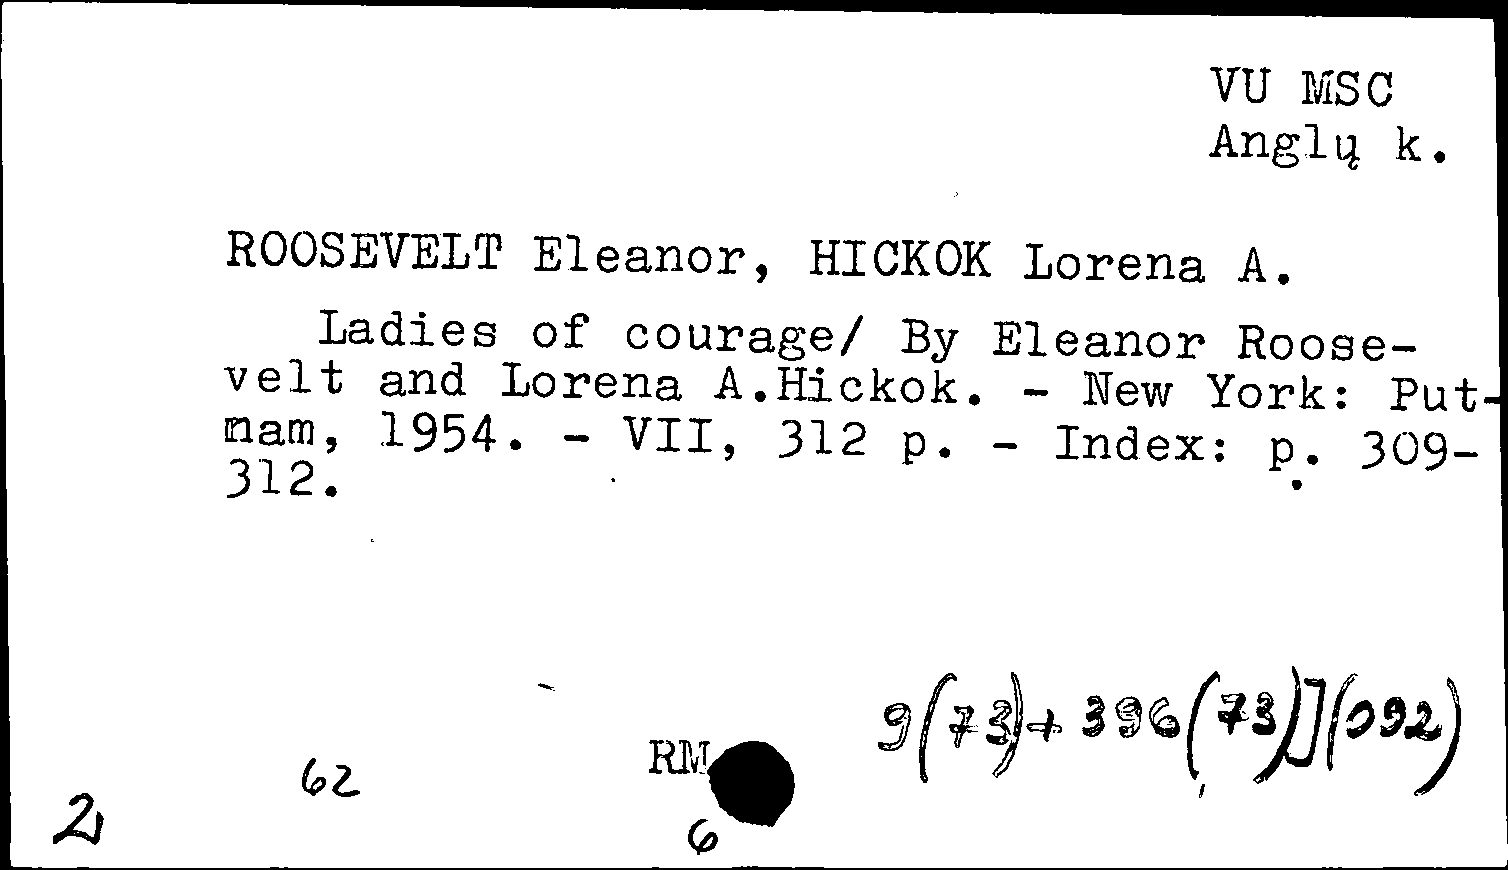 VU MSC
Anglų k.
ROOSEVELT Eleanor, HICKOK Lorena A.
Ladies of courage/ By Eleanor Roose-
velt and Lorena A.Hickok. - New York: Put-
nam, 1954. - VII, 312 p. - Index: p. 309-
312.
9(73)+396(73)](092)
RM
62
2
6